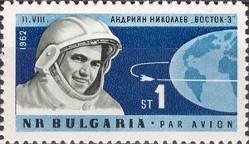 11.VIII. АНДРИЯН НИКОЛАЕВ „ВОСТОК-3"
1962
ST 1
NR BULGARIA • PAR AVION